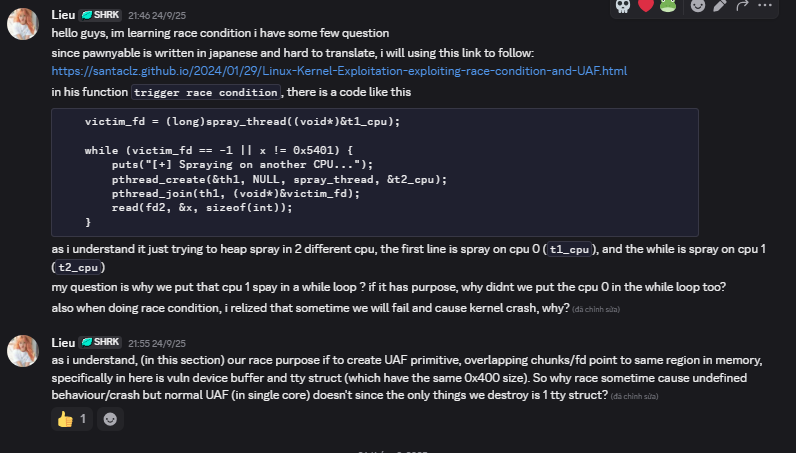 Lieu SHRK 21:46 24/9/25
hello guys, im learning race condition i have some few question
since pawnyable is written in japanese and hard to translate, i will using this link to follow:
https://santaclz.github.io/2024/01/29/Linux-Kernel-Exploitation-exploiting-race-condition-and-UAF.html
in his function trigger race condition, there is a code like this
victim_fd = (long)spray_thread((void*)&t1_cpu);
while (victim_fd == -1 || x != 0x5401) {
puts("[+] Spraying on another CPU...");
pthread_create(&th1, NULL, spray_thread, &t2_cpu);
pthread_join(th1, (void*)&victim_fd);
read(fd2, &x, sizeof(int));
}
as i understand it just trying to heap spray in 2 different cpu, the first line is spray on cpu 0 (t1_cpu), and the while is spray on cpu 1
(t2_cpu)
my question is why we put that cpu 1 spay in a while loop ? if it has purpose, why didnt we put the cpu 0 in the while loop too?
also when doing race condition, i relized that sometime we will fail and cause kernel crash, why? (đã chỉnh sửa)
Lieu SHRK 21:55 24/9/25
as i understand, (in this section) our race purpose if to create UAF primitive, overlapping chunks/fd point to same region in memory,
specifically in here is vuln device buffer and tty struct (which have the same 0x400 size). So why race sometime cause undefined
behaviour/crash but normal UAF (in single core) doesn't since the only things we destroy is 1 tty struct? (đã chỉnh sửa)
1